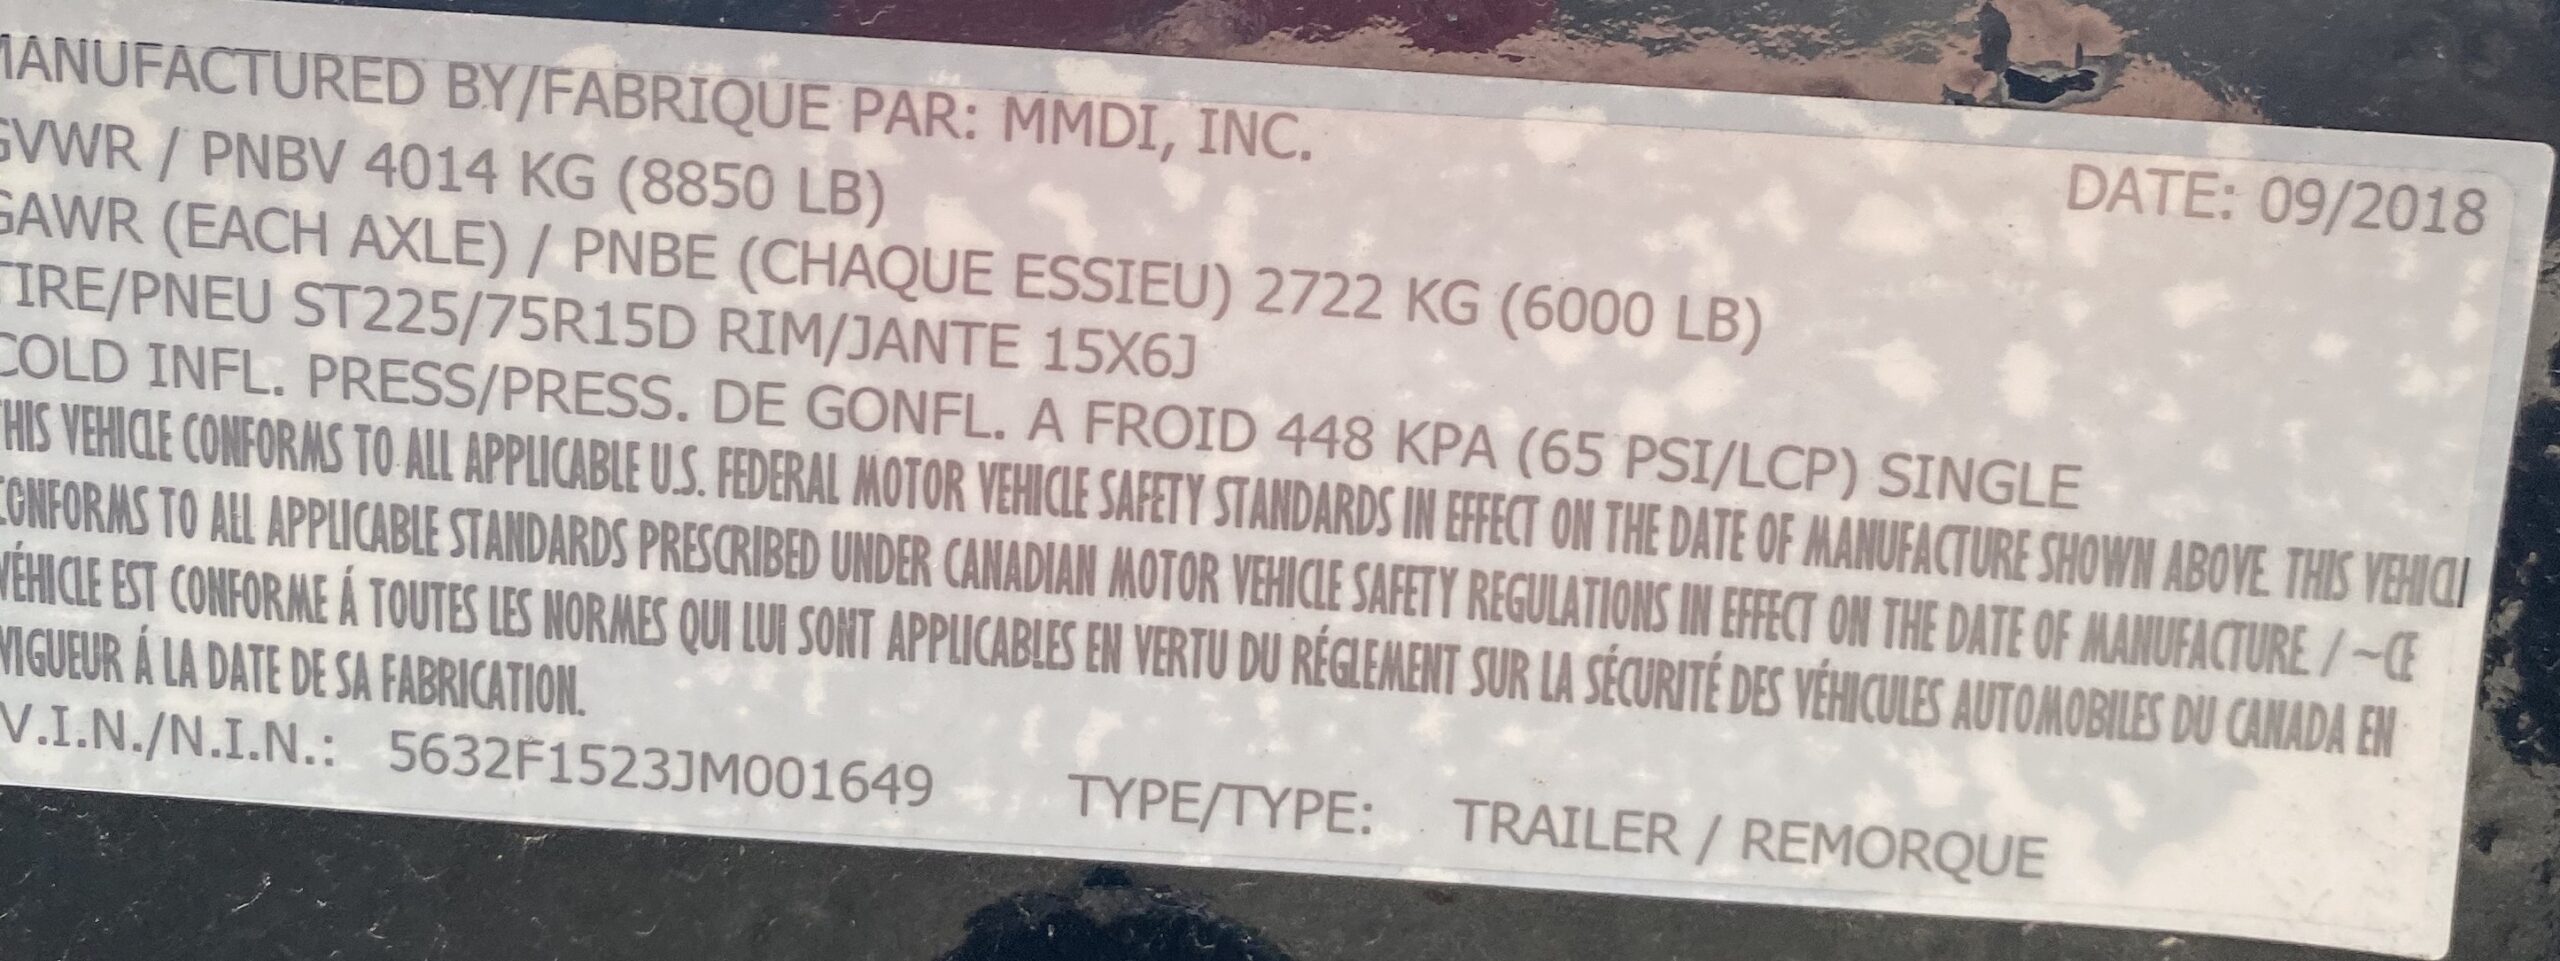 MANUFACTURED BY/FABRIQUE PAR: MMDI, INC.
DATE: 09/2018
GVWR / PNBV 4014 KG (8850 LB)
GAWR (EACH AXLE) / PNBE (CHAQUE ESSIEU) 2722 KG (6000 LB)
TIRE/PNEU ST225/75R15D RIM/JANTE 15X6J
COLD INFL. PRESS/PRESS. DE GONFL. A FROID 448 KPA (65 PSI/LCP) SINGLE
THIS VEHICLE CONFORMS TO ALL APPLICABLE U.S. FEDERAL MOTOR VEHICLE SAFETY STANDARDS IN EFFECT ON THE DATE OF MANUFACTURE SHOWN ABOVE. THIS VEHICL
CONFORMS TO ALL APPLICABLE STANDARDS PRESCRIBED UNDER CANADIAN MOTOR VEHICLE SAFETY REGULATIONS IN EFFECT ON THE DATE OF MANUFACTURE / ~CE
VÉHICLE EST CONFORME Á TOUTES LES NORMES QUI LUI SONT APPLICABLES EN VERTU DU RÉGLEMENT SUR LA SÉCURITÉ DES VÉHICULES AUTOMOBILES DU CANADA EN
VIGUEUR Á LA DATE DE SA FABRICATION.
V.I.N./N.I.N.: 5632F1523JM001649 TYPE/TYPE: TRAILER / REMORQUE